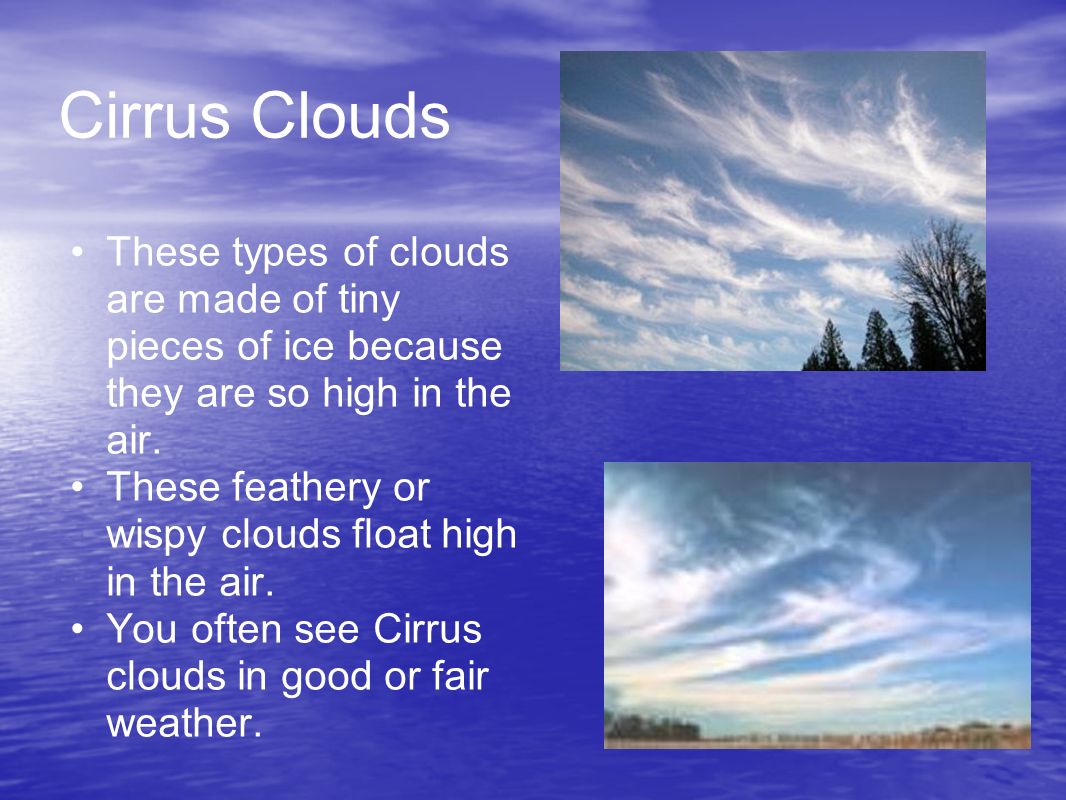 Cirrus Clouds
• These types of clouds
are made of tiny
pieces of ice because
they are so high in the
air.
• These feathery or
wispy clouds float high
in the air.
• You often see Cirrus
clouds in good or fair
weather.